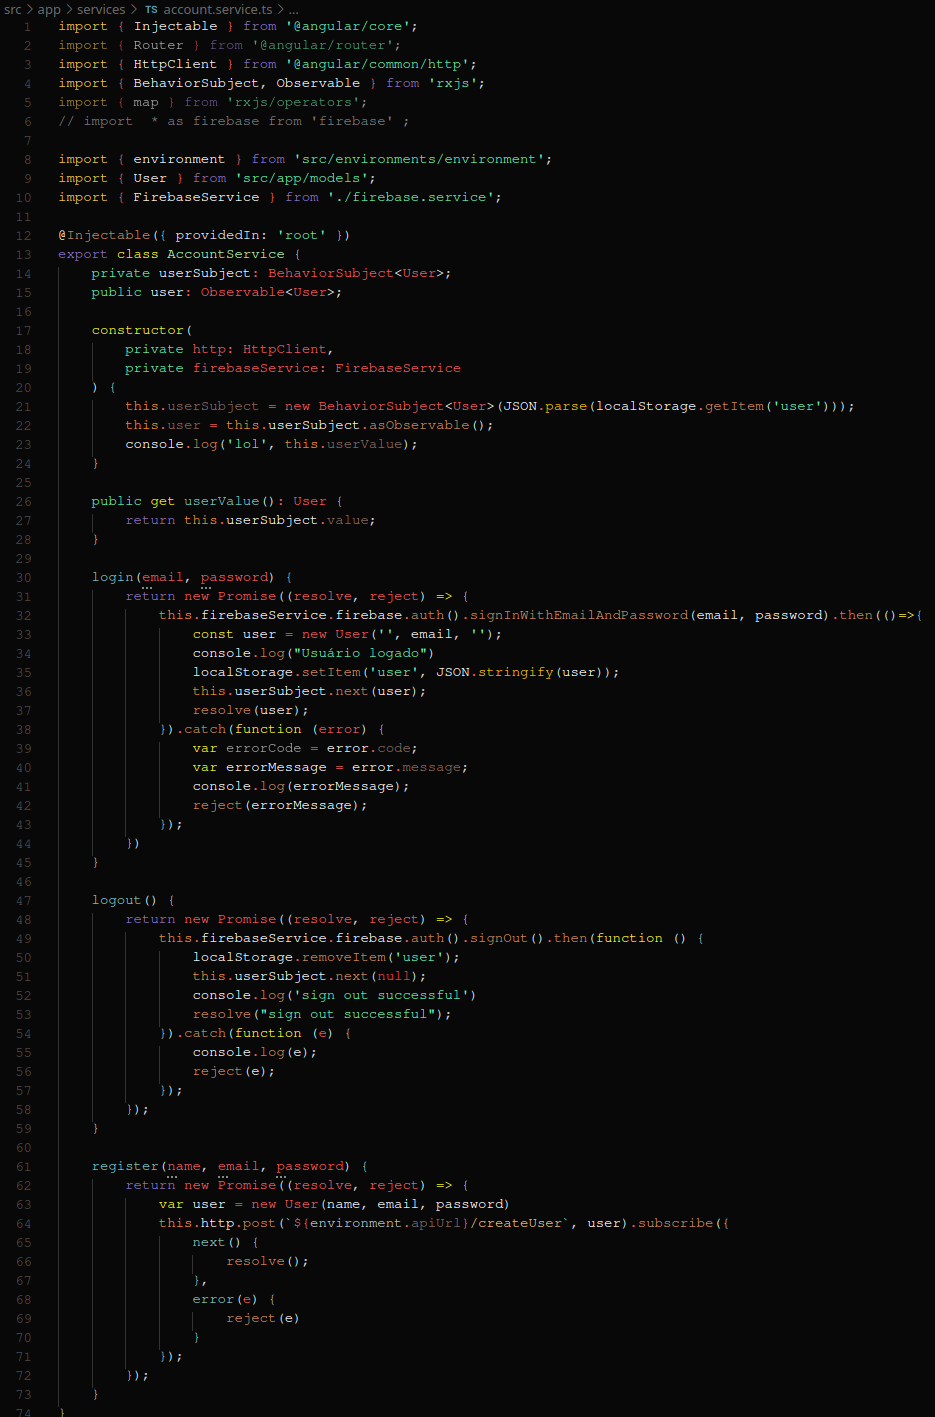 src > app > services > TS account.service.ts > ...
1 import { Injectable } from '@angular/core';
2 import { Router } from '@angular/router';
3 import { HttpClient } from '@angular/common/http';
4 import { BehaviorSubject, Observable } from 'rxjs';
5 import { map } from 'rxjs/operators';
6 // import  * as firebase from 'firebase' ;
7
8 import { environment } from 'src/environments/environment';
9 import { User } from 'src/app/models';
10 import { FirebaseService } from './firebase.service';
11
12 @Injectable({ providedIn: 'root' })
13 export class AccountService {
14     private userSubject: BehaviorSubject<User>;
15     public user: Observable<User>;
16
17     constructor(
18         private http: HttpClient,
19         private firebaseService: FirebaseService
20     ) {
21         this.userSubject = new BehaviorSubject<User>(JSON.parse(localStorage.getItem('user')));
22         this.user = this.userSubject.asObservable();
23         console.log('lol', this.userValue);
24     }
25
26     public get userValue(): User {
27         return this.userSubject.value;
28     }
29
30     login(email, password) {
31         return new Promise((resolve, reject) => {
32             this.firebaseService.firebase.auth().signInWithEmailAndPassword(email, password).then(()=>{
33                 const user = new User('', email, '');
34                 console.log("Usuário logado")
35                 localStorage.setItem('user', JSON.stringify(user));
36                 this.userSubject.next(user);
37                 resolve(user);
38             }).catch(function (error) {
39                 var errorCode = error.code;
40                 var errorMessage = error.message;
41                 console.log(errorMessage);
42                 reject(errorMessage);
43             });
44         })
45     }
46
47     logout() {
48         return new Promise((resolve, reject) => {
49             this.firebaseService.firebase.auth().signOut().then(function () {
50                 localStorage.removeItem('user');
51                 this.userSubject.next(null);
52                 console.log('sign out successful')
53                 resolve("sign out successful");
54             }).catch(function (e) {
55                 console.log(e);
56                 reject(e);
57             });
58         });
59     }
60
61     register(name, email, password) {
62         return new Promise((resolve, reject) => {
63             var user = new User(name, email, password)
64             this.http.post(`${environment.apiUrl}/createUser`, user).subscribe({
65                 next() {
66                     resolve();
67                 },
68                 error(e) {
69                     reject(e)
70                 }
71             });
72         });
73     }
74 }